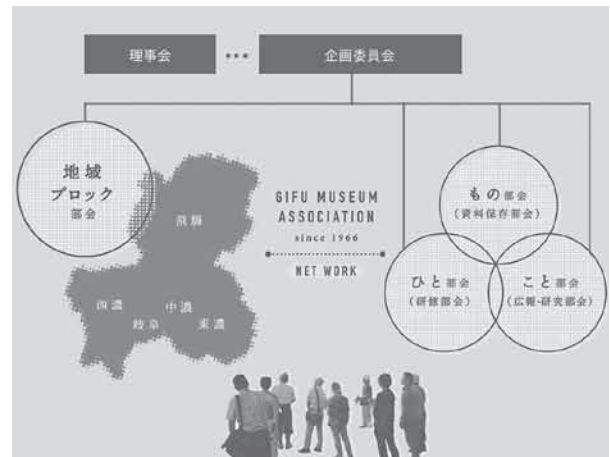 理事会
企画委員会
地域
ブロック
部会
飛騨
西濃
岐阜
中濃
東濃
GIFU MUSEUM
ASSOCIATION
since 1966
NET WORK
もの部会
(資料保存部会)
ひと部会
(研修部会)
こと部会
(広報・研究部会)